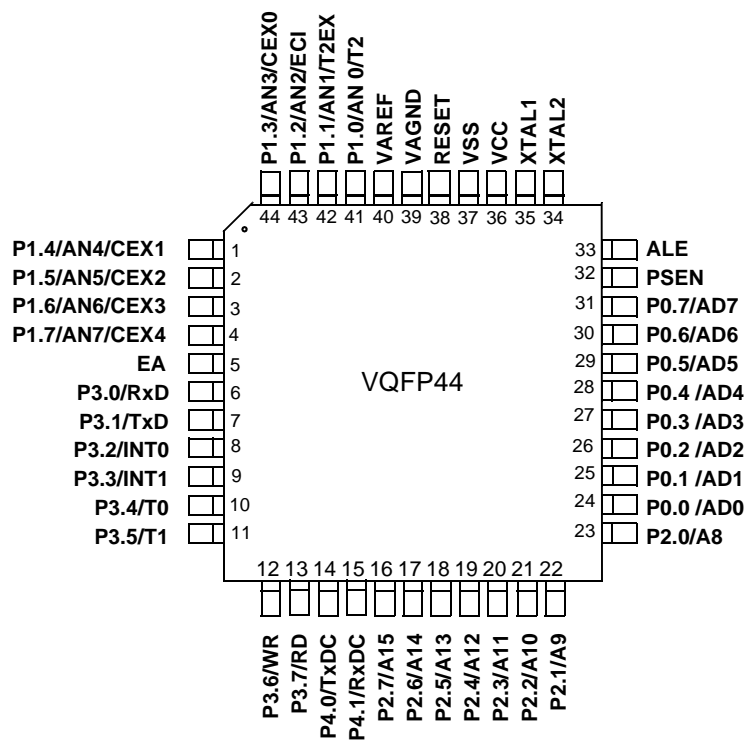 P1.3/AN3/CEX0
P1.2/AN2/ECI
P1.1/AN1/T2EX
P1.0/AN 0/T2
VAREF
VAGND
RESET
VSS
VCC
XTAL1
XTAL2
44 43 42 41 40 39 38 37 36 35 34
P1.4/AN4/CEX1 1
P1.5/AN5/CEX2 2
P1.6/AN6/CEX3 3
P1.7/AN7/CEX4 4
EA 5
P3.0/RxD 6
P3.1/TxD 7
P3.2/INT0 8
P3.3/INT1 9
P3.4/T0 10
P3.5/T1 11
VQFP44
33 ALE
32 PSEN
31 P0.7/AD7
30 P0.6/AD6
29 P0.5/AD5
28 P0.4 /AD4
27 P0.3 /AD3
26 P0.2 /AD2
25 P0.1 /AD1
24 P0.0 /AD0
23 P2.0/A8
12 13 14 15 16 17 18 19 20 21 22
P3.6/WR
P3.7/RD
P4.0/TxDC
P4.1/RxDC
P2.7/A15
P2.6/A14
P2.5/A13
P2.4/A12
P2.3/A11
P2.2/A10
P2.1/A9